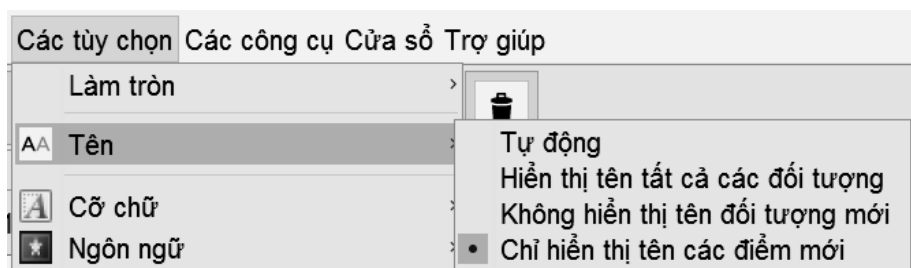 Các tùy chọn Các công cụ Cửa sổ Trợ giúp
Làm tròn
AA Tên
Tự động
Hiển thị tên tất cả các đối tượng
A Cỡ chữ
Không hiển thị tên đối tượng mới
Ngôn ngữ
Chỉ hiển thị tên các điểm mới